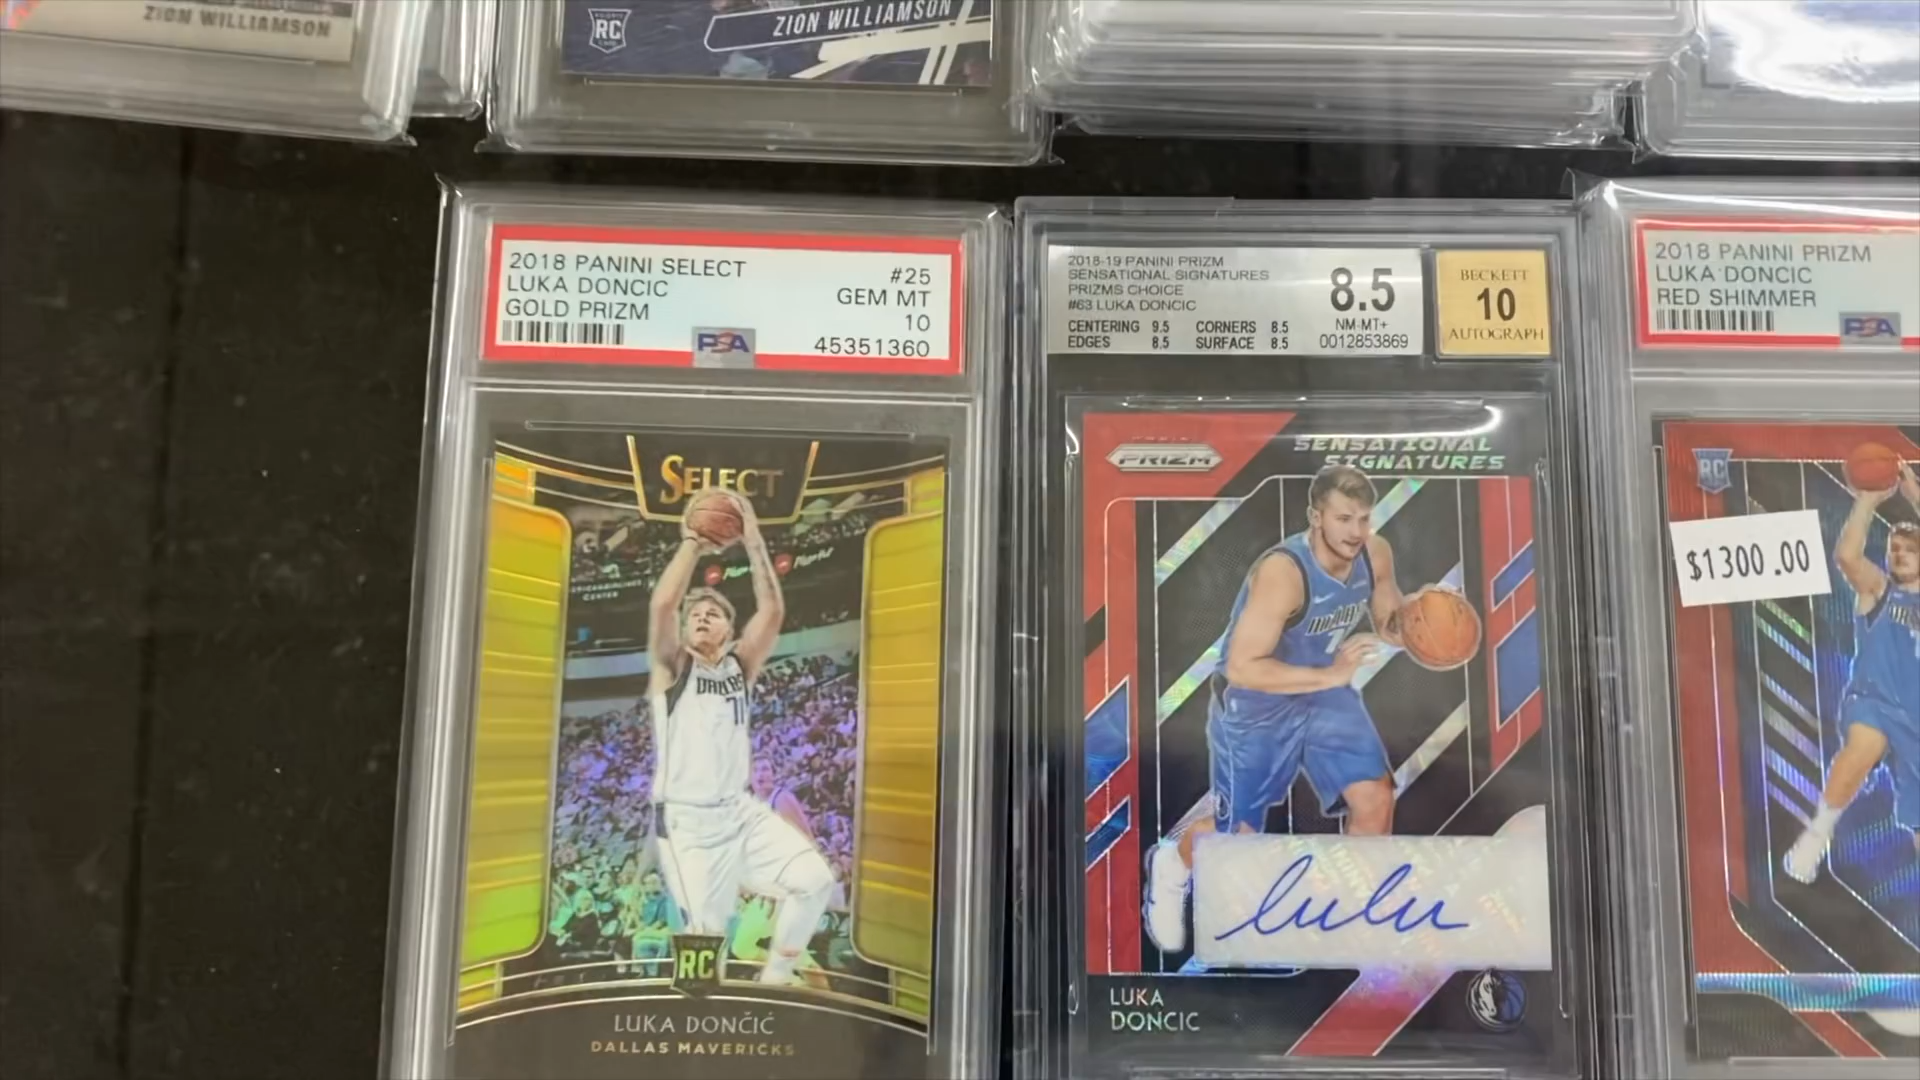 ZION WILLIAMSON
RC
ZION WILLIAMSON
2018 PANINI SELECT #25
LUKA DONCIC GEM MT
GOLD PRIZM 10
PSA 45351360
SELECT
CENTER
DALLAS
RC
LUKA DONČIĆ
DALLAS MAVERICKS
2018-19 PANINI PRIZM
SENSATIONAL SIGNATURES
PRIZMS CHOICE
#63 LUKA DONCIC
CENTERING 9.5 CORNERS 8.5
EDGES 8.5 SURFACE 8.5
8.5
NM-MT+
0012853869
BECKETT
10
AUTOGRAPH
PRIZM
SENSATIONAL
SIGNATURES
LUKA
DONCIC
2018 PANINI PRIZM
LUKA DONCIC
RED SHIMMER
PSA
RC
$1300.00